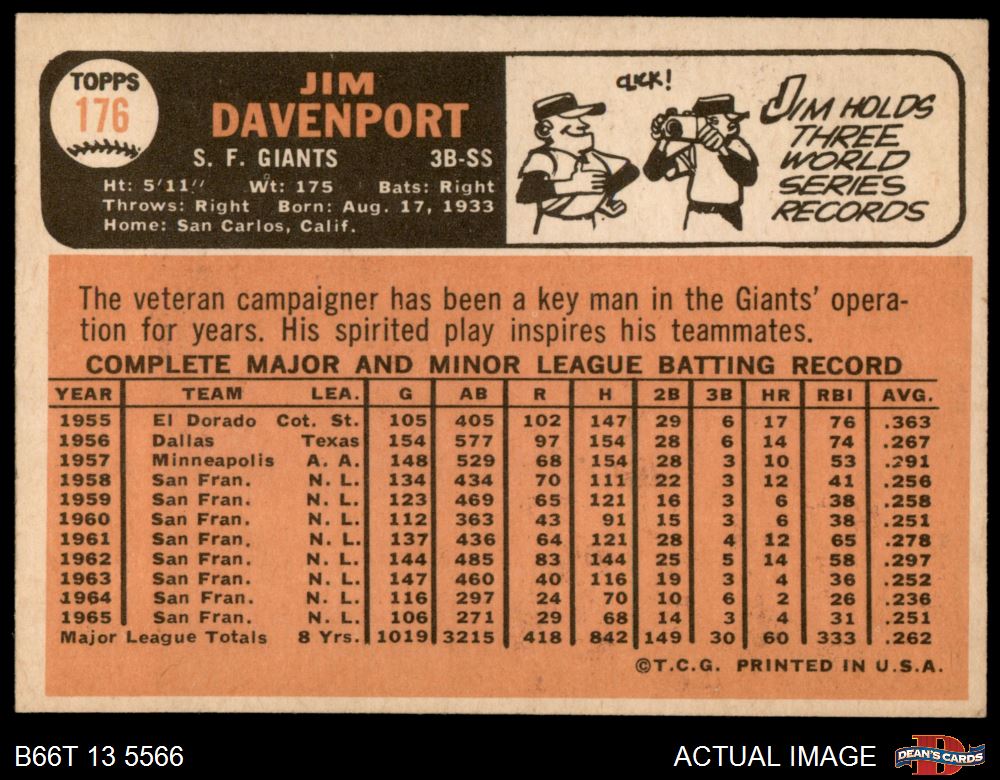 TOPPS
176
JIM
DAVENPORT
S. F. GIANTS 3B-SS
Ht: 5'11" Wt: 175 Bats: Right
Throws: Right Born: Aug. 17, 1933
Home: San Carlos, Calif.
CLICK!
JIM HOLDS
THREE
WORLD
SERIES
RECORDS
The veteran campaigner has been a key man in the Giants' opera-
tion for years. His spirited play inspires his teammates.
COMPLETE MAJOR AND MINOR LEAGUE BATTING RECORD
YEAR TEAM LEA. G AB R H 2B 3B HR RBI AVG.
1955 El Dorado Cot. St. 105 405 102 147 29 6 17 76 .363
1956 Dallas Texas 154 577 97 154 28 6 14 74 .267
1957 Minneapolis A. A. 148 529 68 154 28 3 10 53 .291
1958 San Fran. N. L. 134 434 70 111 22 3 12 41 .256
1959 San Fran. N. L. 123 469 65 121 16 3 6 38 .258
1960 San Fran. N. L. 112 363 43 91 15 3 6 38 .251
1961 San Fran. N. L. 137 436 64 121 28 4 12 65 .278
1962 San Fran. N. L. 144 485 83 144 25 5 14 58 .297
1963 San Fran. N. L. 147 460 40 116 19 3 4 36 .252
1964 San Fran. N. L. 116 297 24 70 10 6 2 26 .236
1965 San Fran. N. L. 106 271 29 68 14 3 4 31 .251
Major League Totals 8 Yrs. 1019 3215 418 842 149 30 60 333 .262
©T.C.G. PRINTED IN U.S.A.
B66T 13 5566 ACTUAL IMAGE DEAN'S CARDS